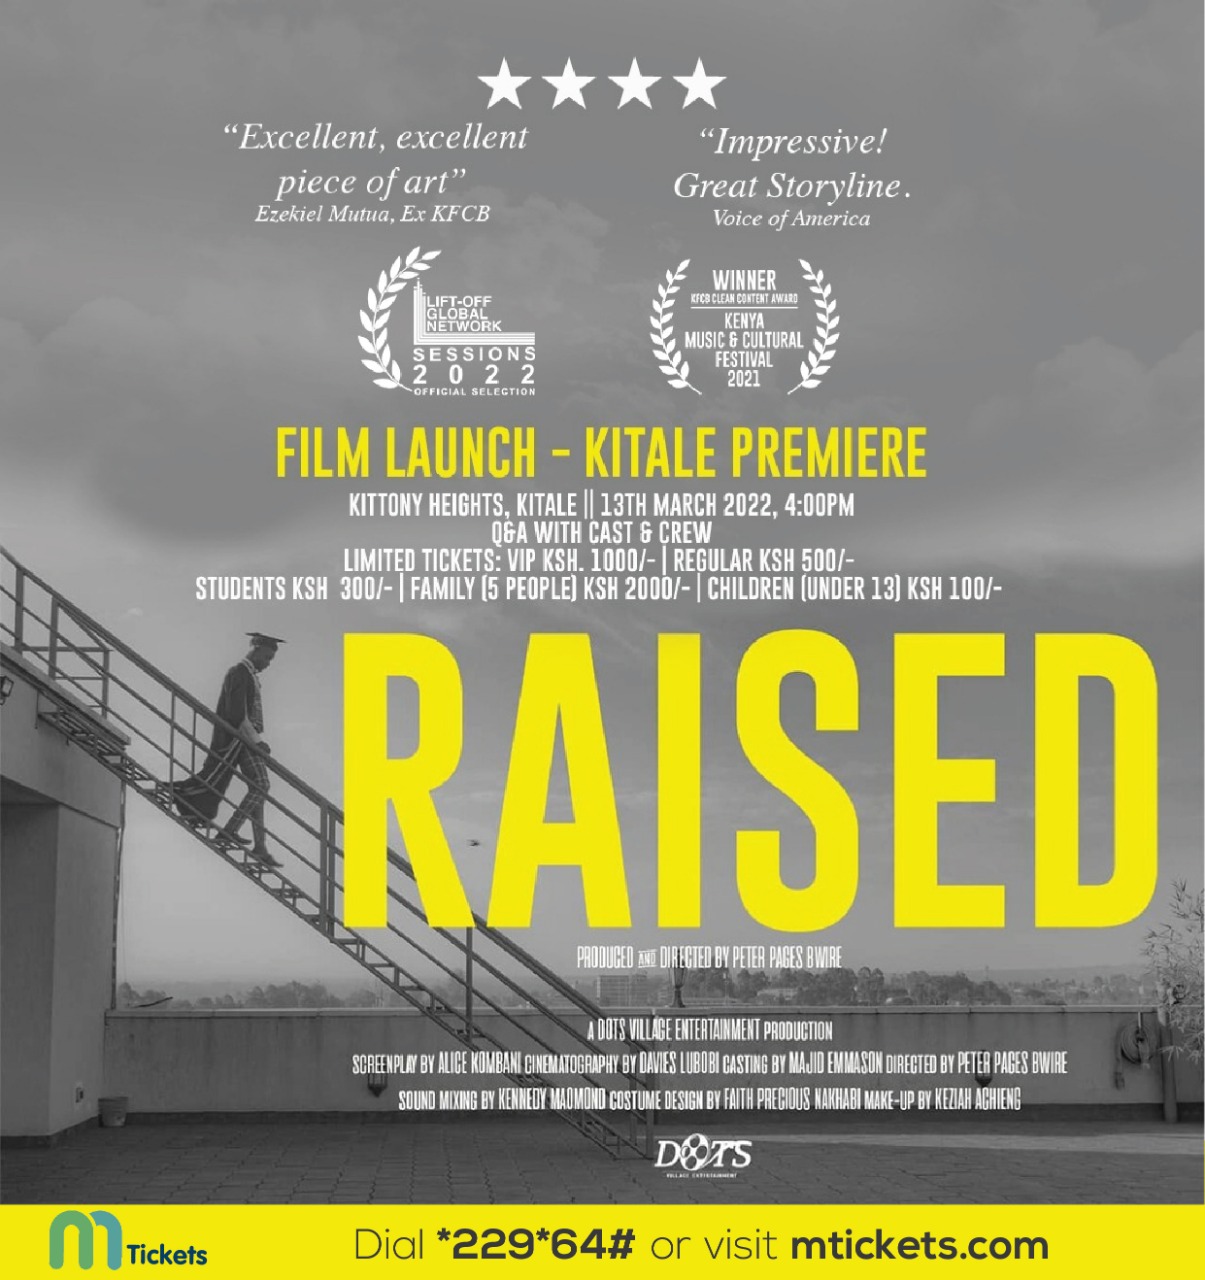 “Excellent, excellent
piece of art”
Ezekiel Mutua, Ex KFCB
“Impressive!
Great Storyline.
Voice of America
LIFT-OFF
GLOBAL
NETWORK
SESSIONS
2022
OFFICIAL SELECTION
WINNER
KFCB CLEAN CONTENT AWARD
KENYA
MUSIC & CULTURAL
FESTIVAL
2021
FILM LAUNCH - KITALE PREMIERE
KITTONY HEIGHTS, KITALE || 13TH MARCH 2022, 4:00PM
Q&A WITH CAST & CREW
LIMITED TICKETS: VIP KSH. 1000/- | REGULAR KSH 500/-
STUDENTS KSH 300/- | FAMILY (5 PEOPLE) KSH 2000/- | CHILDREN (UNDER 13) KSH 100/-
RAISED
PRODUCED AND DIRECTED BY PETER PAGES BWIRE
A DOTS VILLAGE ENTERTAINMENT PRODUCTION
SCREENPLAY BY ALICE KOMBANI CINEMATOGRAPHY BY DAVIES LUBOBI CASTING BY MAJID EMMASON DIRECTED BY PETER PAGES BWIRE
SOUND MIXING BY KENNEDY MAOMOND COSTUME DESIGN BY FAITH PRECIOUS NAKHABI MAKE-UP BY KEZIAH ACHIENG
DOTS
VILLAGE ENTERTAINMENT
m Tickets
Dial *229*64# or visit mtickets.com